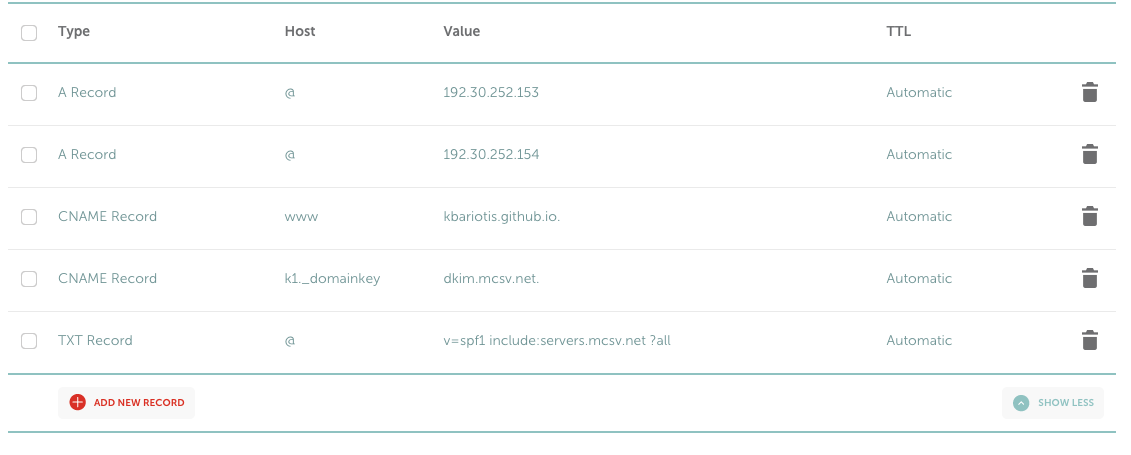 Type Host Value TTL
A Record @ 192.30.252.153 Automatic
A Record @ 192.30.252.154 Automatic
CNAME Record www kbariotis.github.io. Automatic
CNAME Record k1._domainkey dkim.mcsv.net. Automatic
TXT Record @ v=spf1 include:servers.mcsv.net ?all Automatic
ADD NEW RECORD SHOW LESS